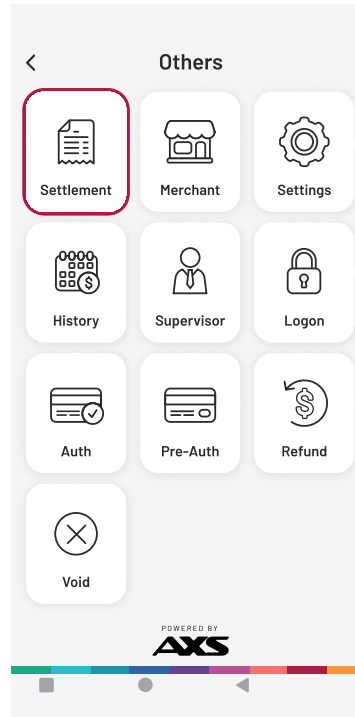 Others
Settlement Merchant Settings
History Supervisor Logon
Auth Pre-Auth Refund
Void
POWERED BY
AXS